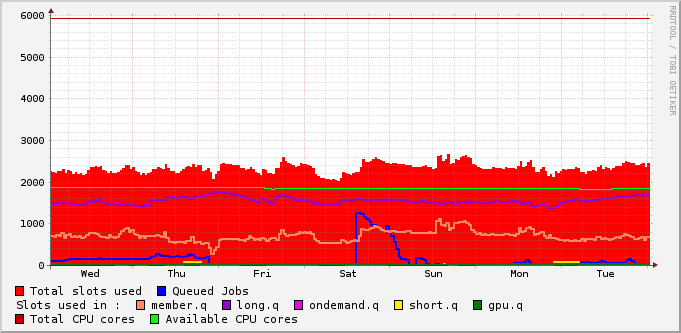 RRDTOOL / TOBI OETIKER
6000
5000
4000
3000
2000
1000
0
Wed Thu Fri Sat Sun Mon Tue
Total slots used Queued Jobs
Slots used in : member.q long.q ondemand.q short.q gpu.q
Total CPU cores Available CPU cores